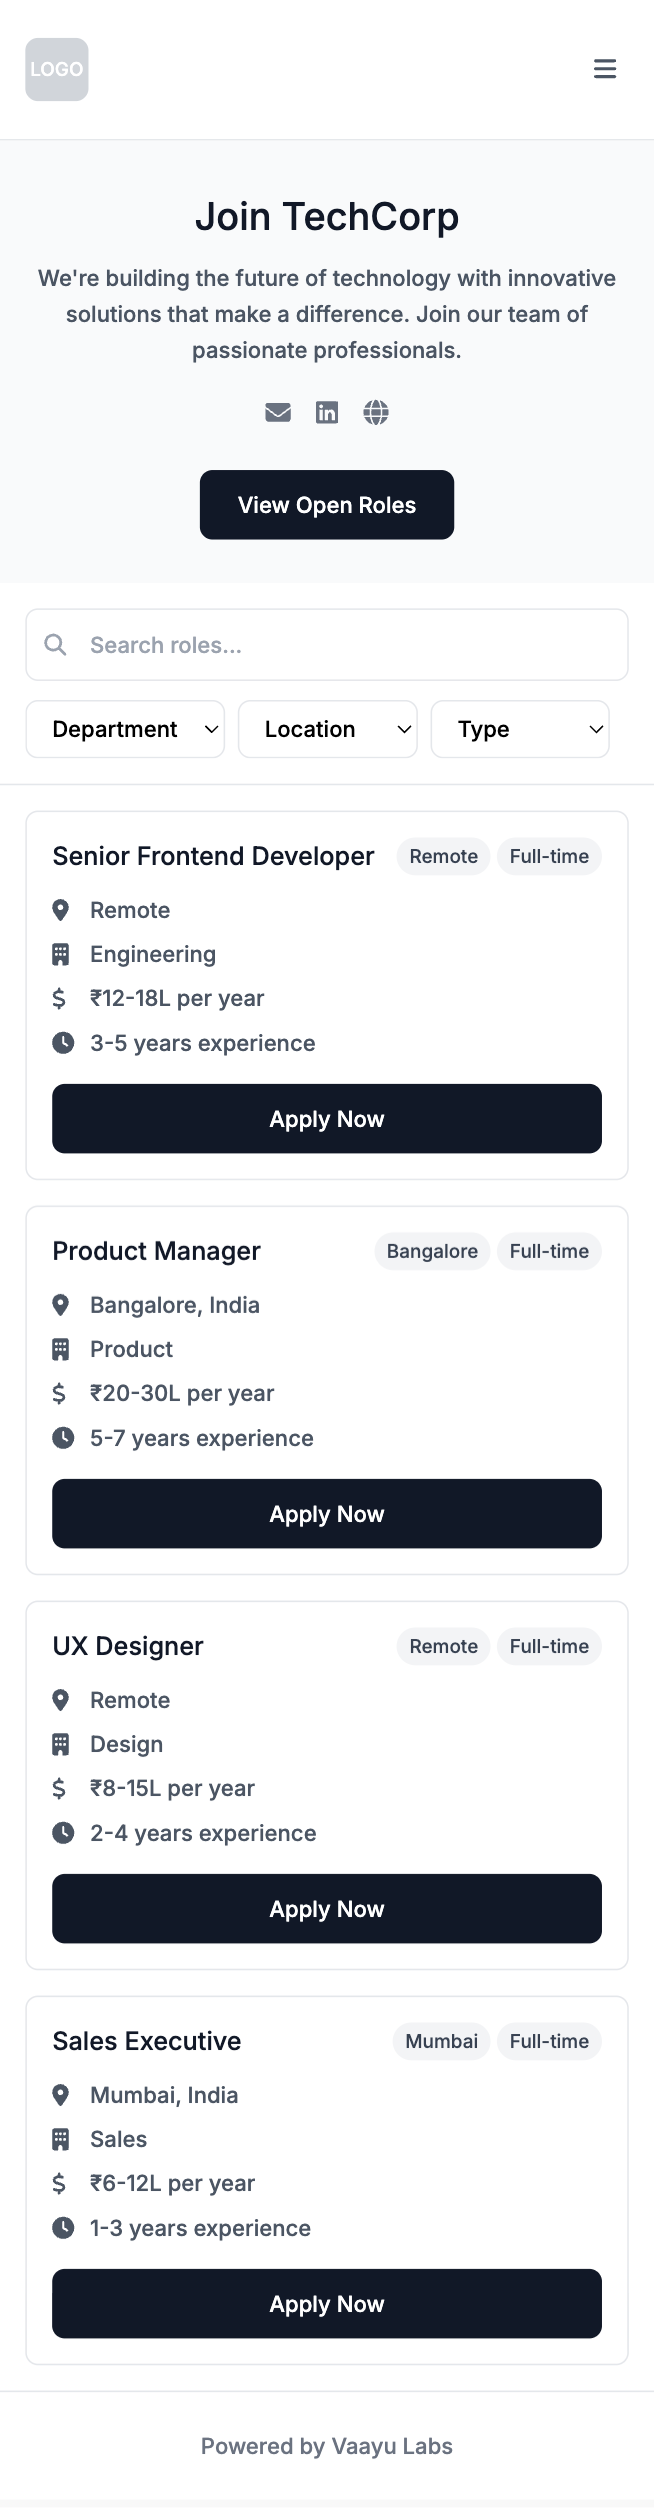 LOGO
Join TechCorp
We're building the future of technology with innovative
solutions that make a difference. Join our team of
passionate professionals.
View Open Roles
Search roles...
Department Location Type
Senior Frontend Developer Remote Full-time
Remote
Engineering
₹12-18L per year
3-5 years experience
Apply Now
Product Manager Bangalore Full-time
Bangalore, India
Product
₹20-30L per year
5-7 years experience
Apply Now
UX Designer Remote Full-time
Remote
Design
₹8-15L per year
2-4 years experience
Apply Now
Sales Executive Mumbai Full-time
Mumbai, India
Sales
₹6-12L per year
1-3 years experience
Apply Now
Powered by Vaayu Labs